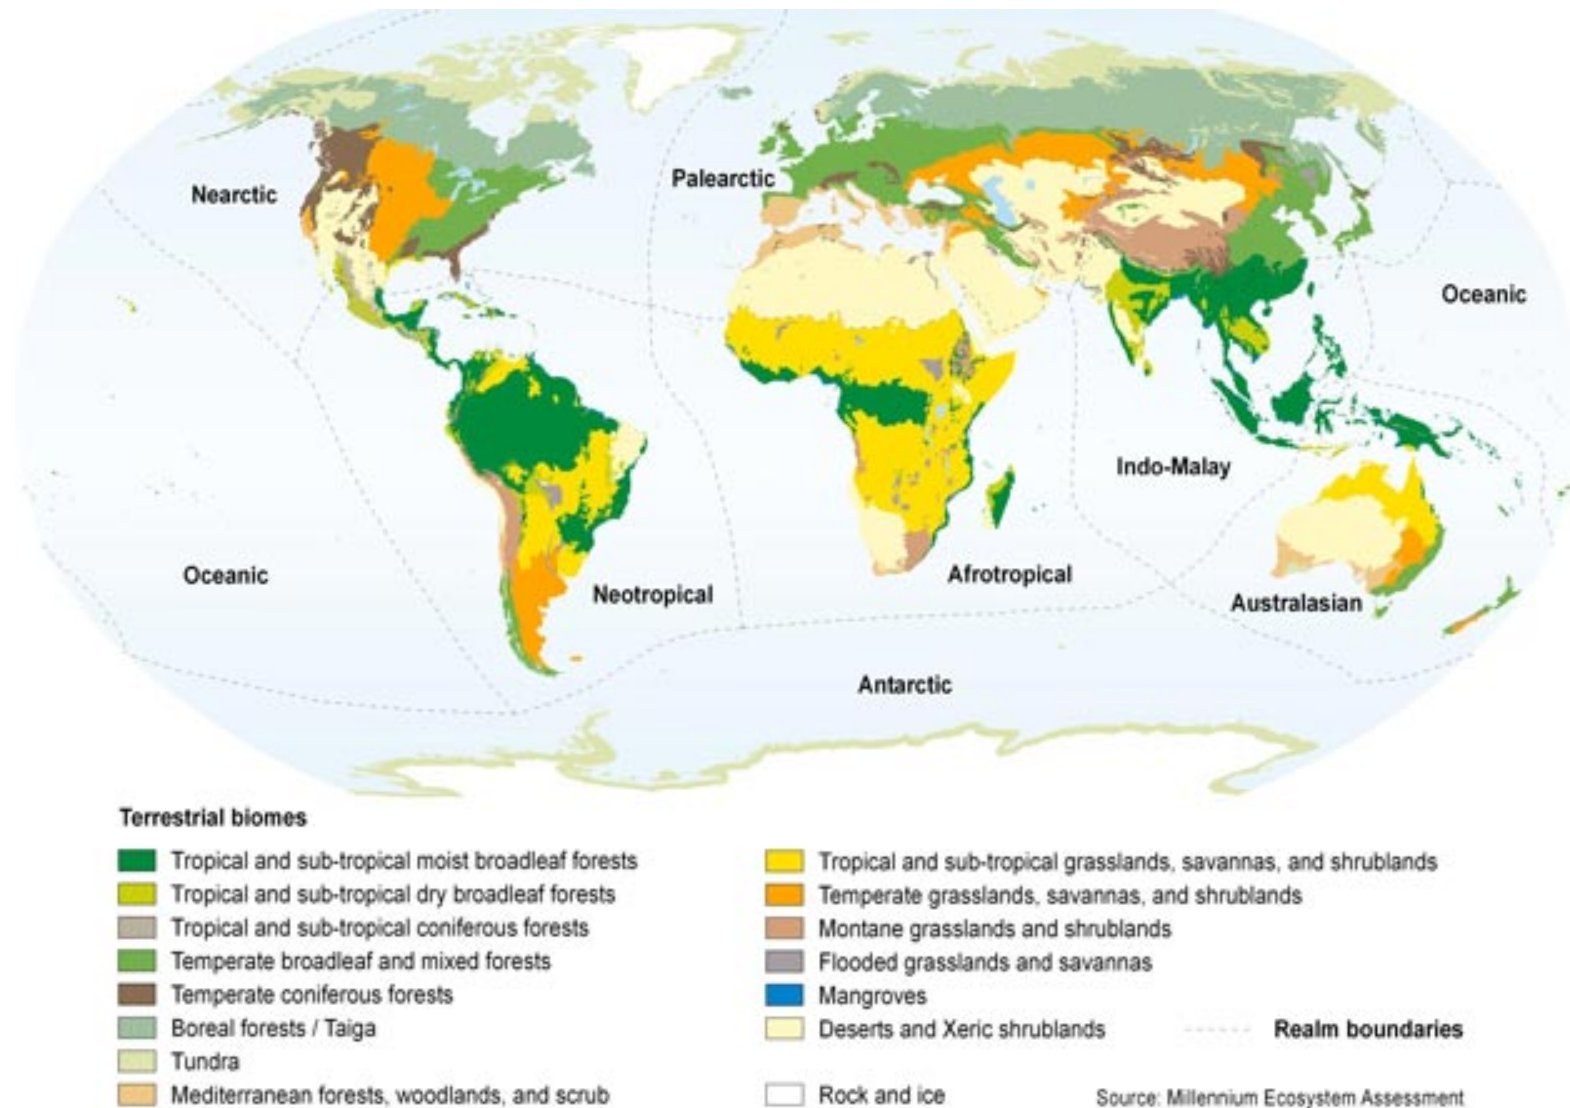 Nearctic
Palearctic
Oceanic
Indo-Malay
Oceanic
Neotropical
Afrotropical
Australasian
Antarctic
Terrestrial biomes
Tropical and sub-tropical moist broadleaf forests
Tropical and sub-tropical dry broadleaf forests
Tropical and sub-tropical coniferous forests
Temperate broadleaf and mixed forests
Temperate coniferous forests
Boreal forests / Taiga
Tundra
Mediterranean forests, woodlands, and scrub
Tropical and sub-tropical grasslands, savannas, and shrublands
Temperate grasslands, savannas, and shrublands
Montane grasslands and shrublands
Flooded grasslands and savannas
Mangroves
Deserts and Xeric shrublands
Rock and ice
Realm boundaries
Source: Millennium Ecosystem Assessment